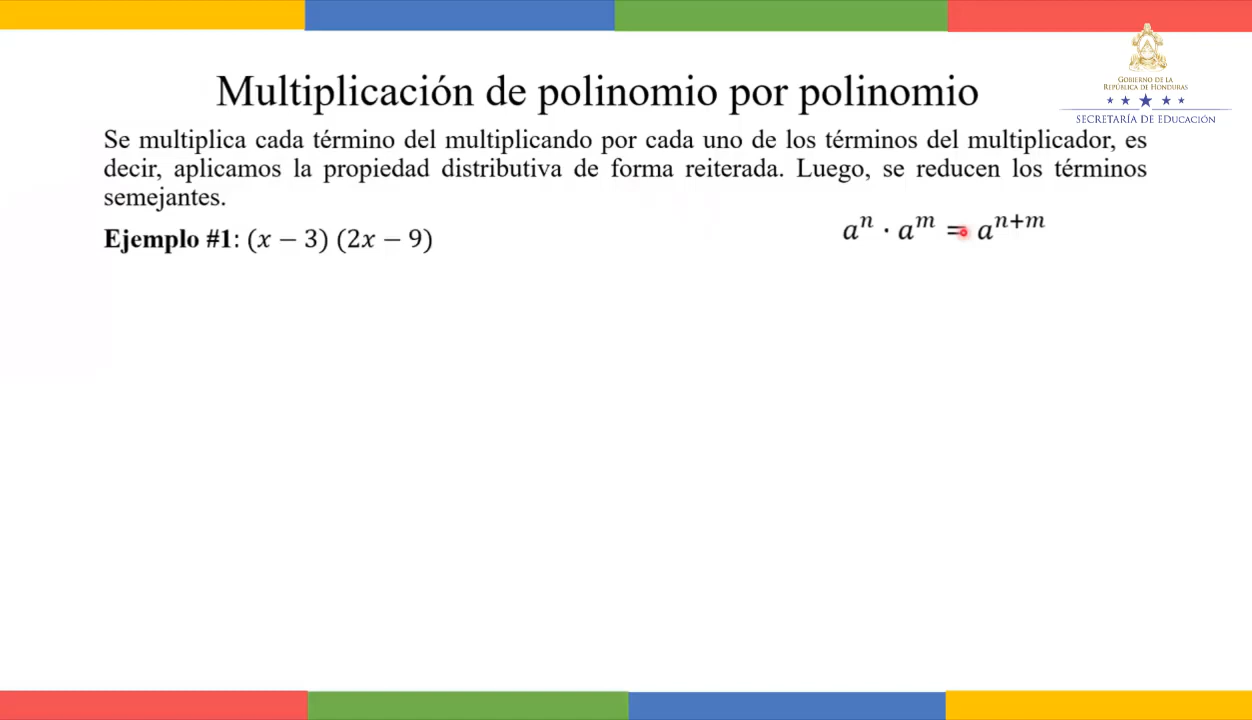 Multiplicación de polinomio por polinomio
GOBIERNO DE LA
REPÚBLICA DE HONDURAS
SECRETARÍA DE EDUCACIÓN
Se multiplica cada término del multiplicando por cada uno de los términos del multiplicador, es
decir, aplicamos la propiedad distributiva de forma reiterada. Luego, se reducen los términos
semejantes.
Ejemplo #1: (x − 3) (2x − 9)
aⁿ · aᵐ = aⁿ⁺ᵐ